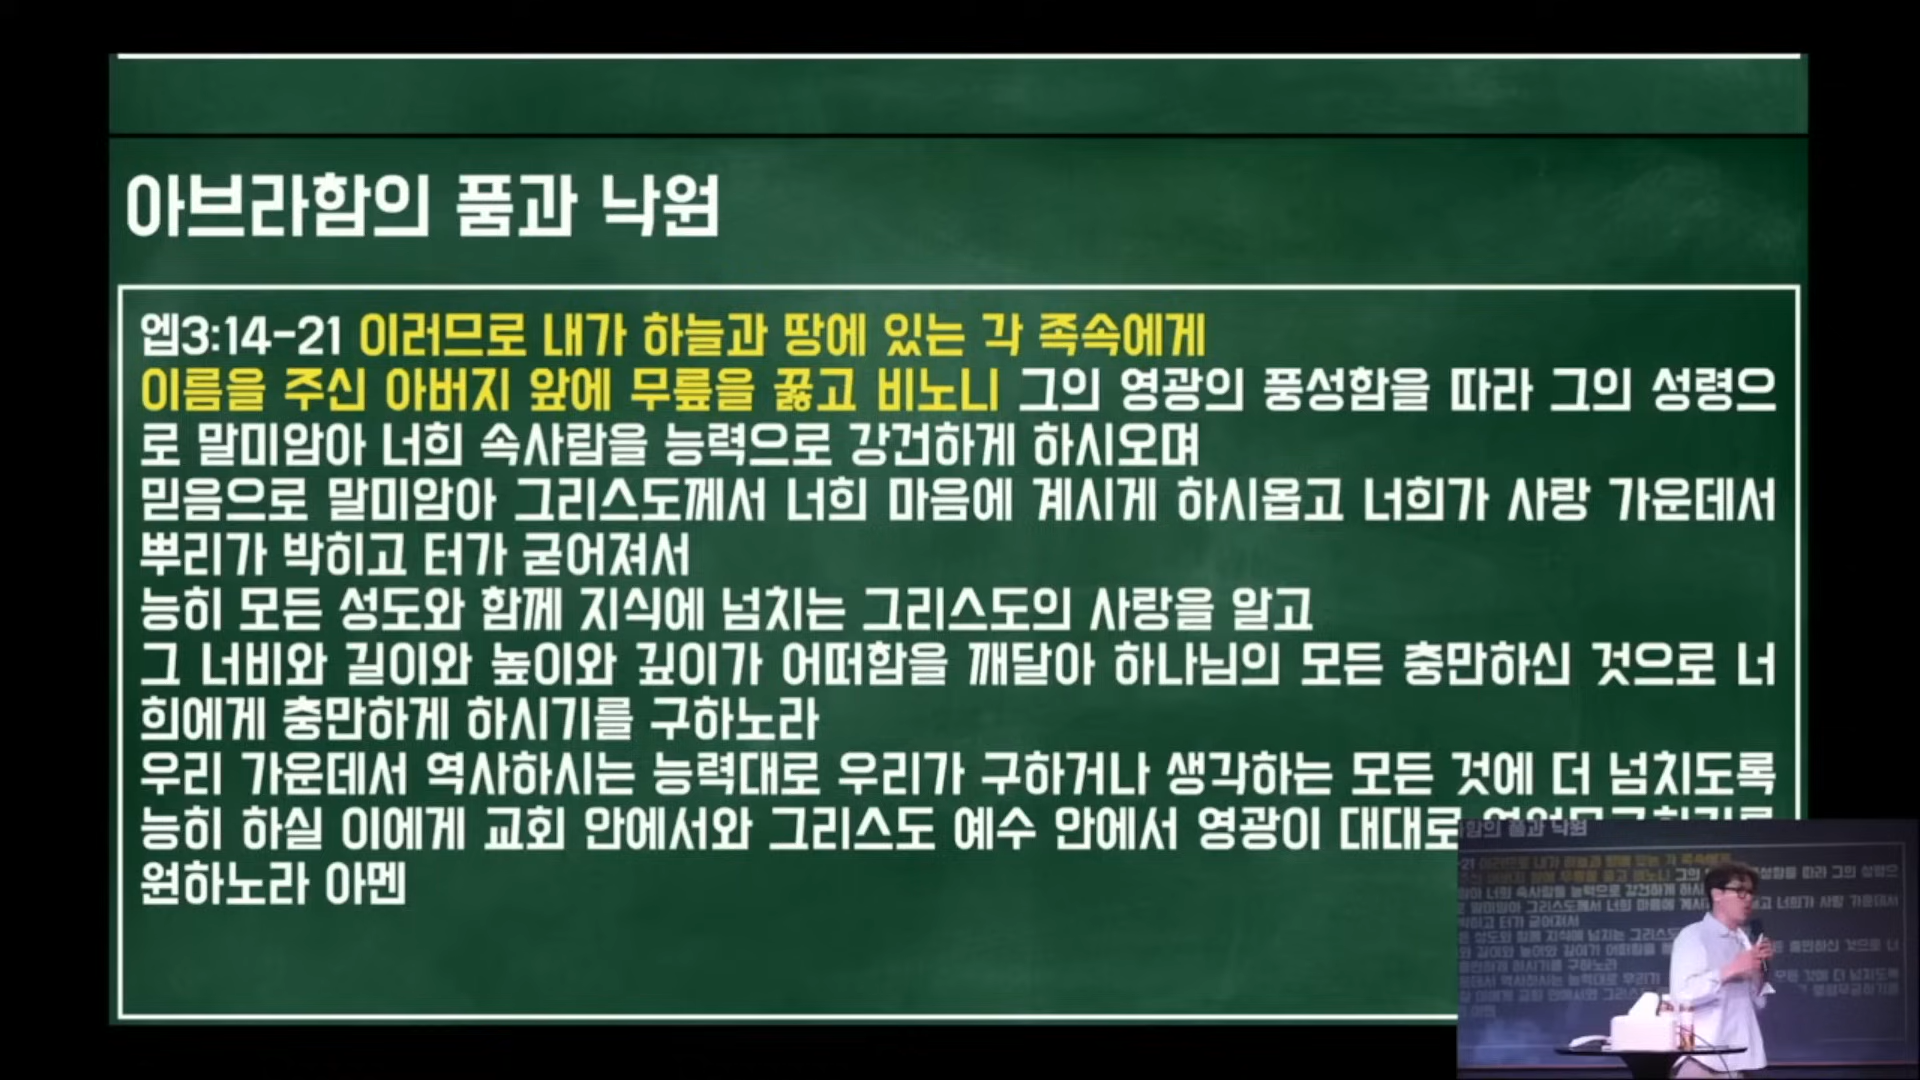 아브라함의 품과 낙원
엡3:14-21 이러므로 내가 하늘과 땅에 있는 각 족속에게
이름을 주신 아버지 앞에 무릎을 꿇고 비노니 그의 영광의 풍성함을 따라 그의 성령으
로 말미암아 너희 속사람을 능력으로 강건하게 하시오며
믿음으로 말미암아 그리스도께서 너희 마음에 계시게 하시옵고 너희가 사랑 가운데서
뿌리가 박히고 터가 굳어져서
능히 모든 성도와 함께 지식에 넘치는 그리스도의 사랑을 알고
그 너비와 길이와 높이와 깊이가 어떠함을 깨달아 하나님의 모든 충만하신 것으로 너
희에게 충만하게 하시기를 구하노라
우리 가운데서 역사하시는 능력대로 우리가 구하거나 생각하는 모든 것에 더 넘치도록
능히 하실 이에게 교회 안에서와 그리스도 예수 안에서 영광이 대대로
원하노라 아멘
품과 낙원